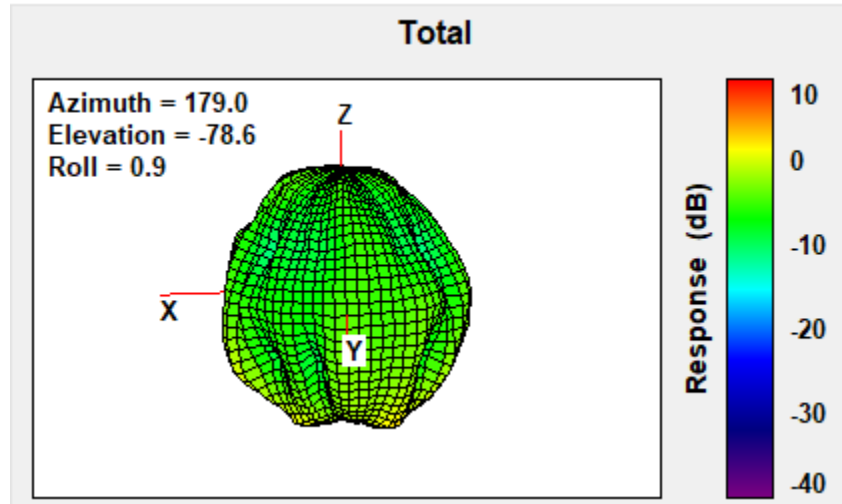 Total
Azimuth = 179.0
Elevation = -78.6
Roll = 0.9
Z
X
Y
Response (dB)
10
0
-10
-20
-30
-40